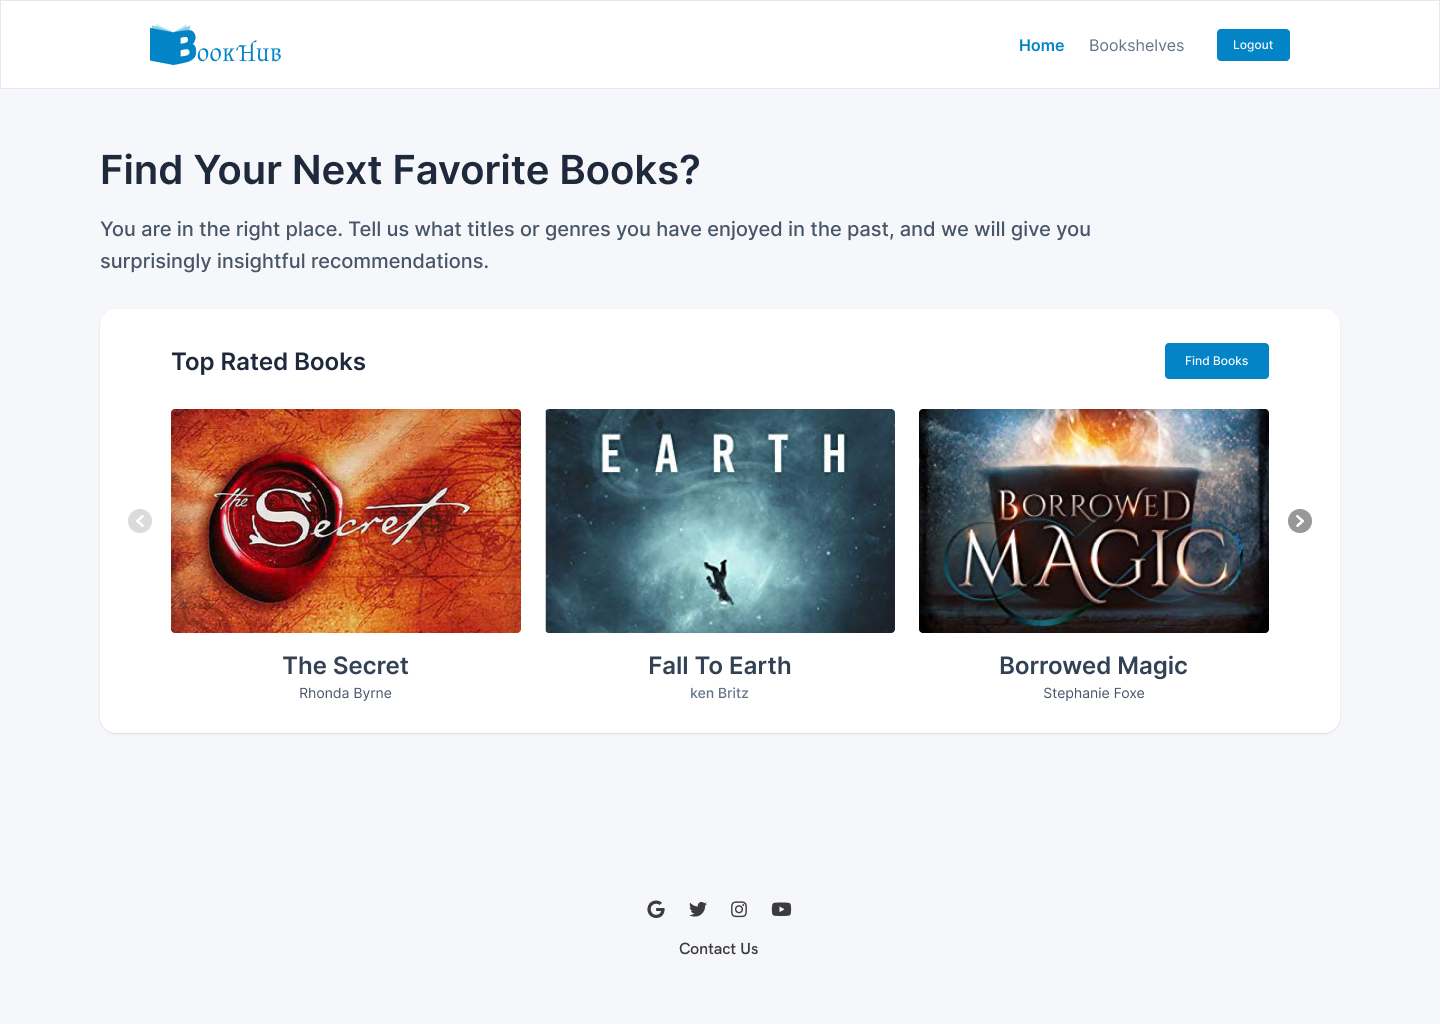 BookHub
Home Bookshelves Logout
Find Your Next Favorite Books?
You are in the right place. Tell us what titles or genres you have enjoyed in the past, and we will give you
surprisingly insightful recommendations.
Top Rated Books
Find Books
the Secret
EARTH
BORROWED
MAGIC
The Secret
Rhonda Byrne
Fall To Earth
ken Britz
Borrowed Magic
Stephanie Foxe
Contact Us